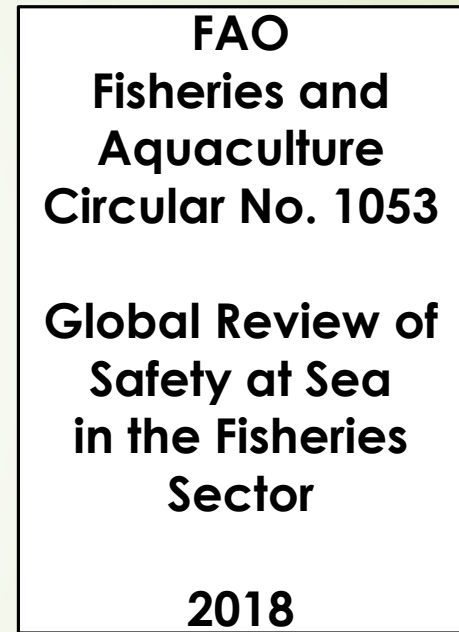 FAO
Fisheries and
Aquaculture
Circular No. 1053
Global Review of
Safety at Sea
in the Fisheries
Sector
2018